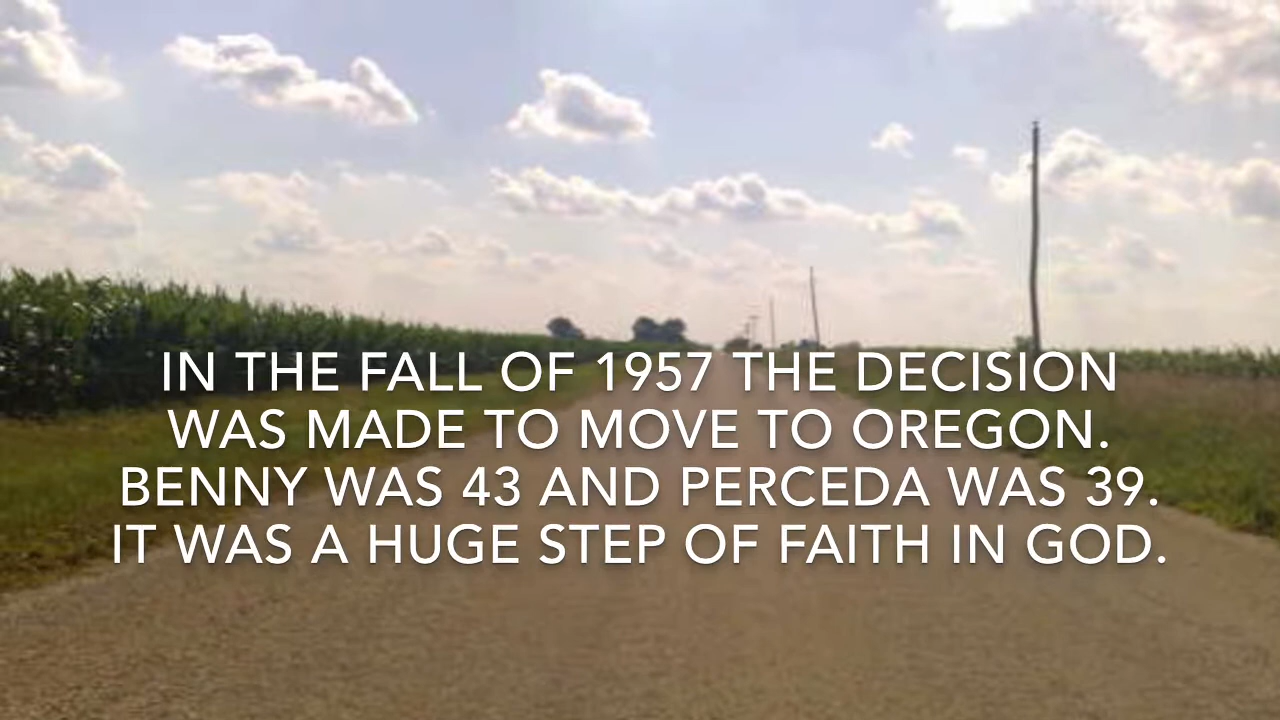 IN THE FALL OF 1957 THE DECISION
WAS MADE TO MOVE TO OREGON.
BENNY WAS 43 AND PERCEDA WAS 39.
IT WAS A HUGE STEP OF FAITH IN GOD.